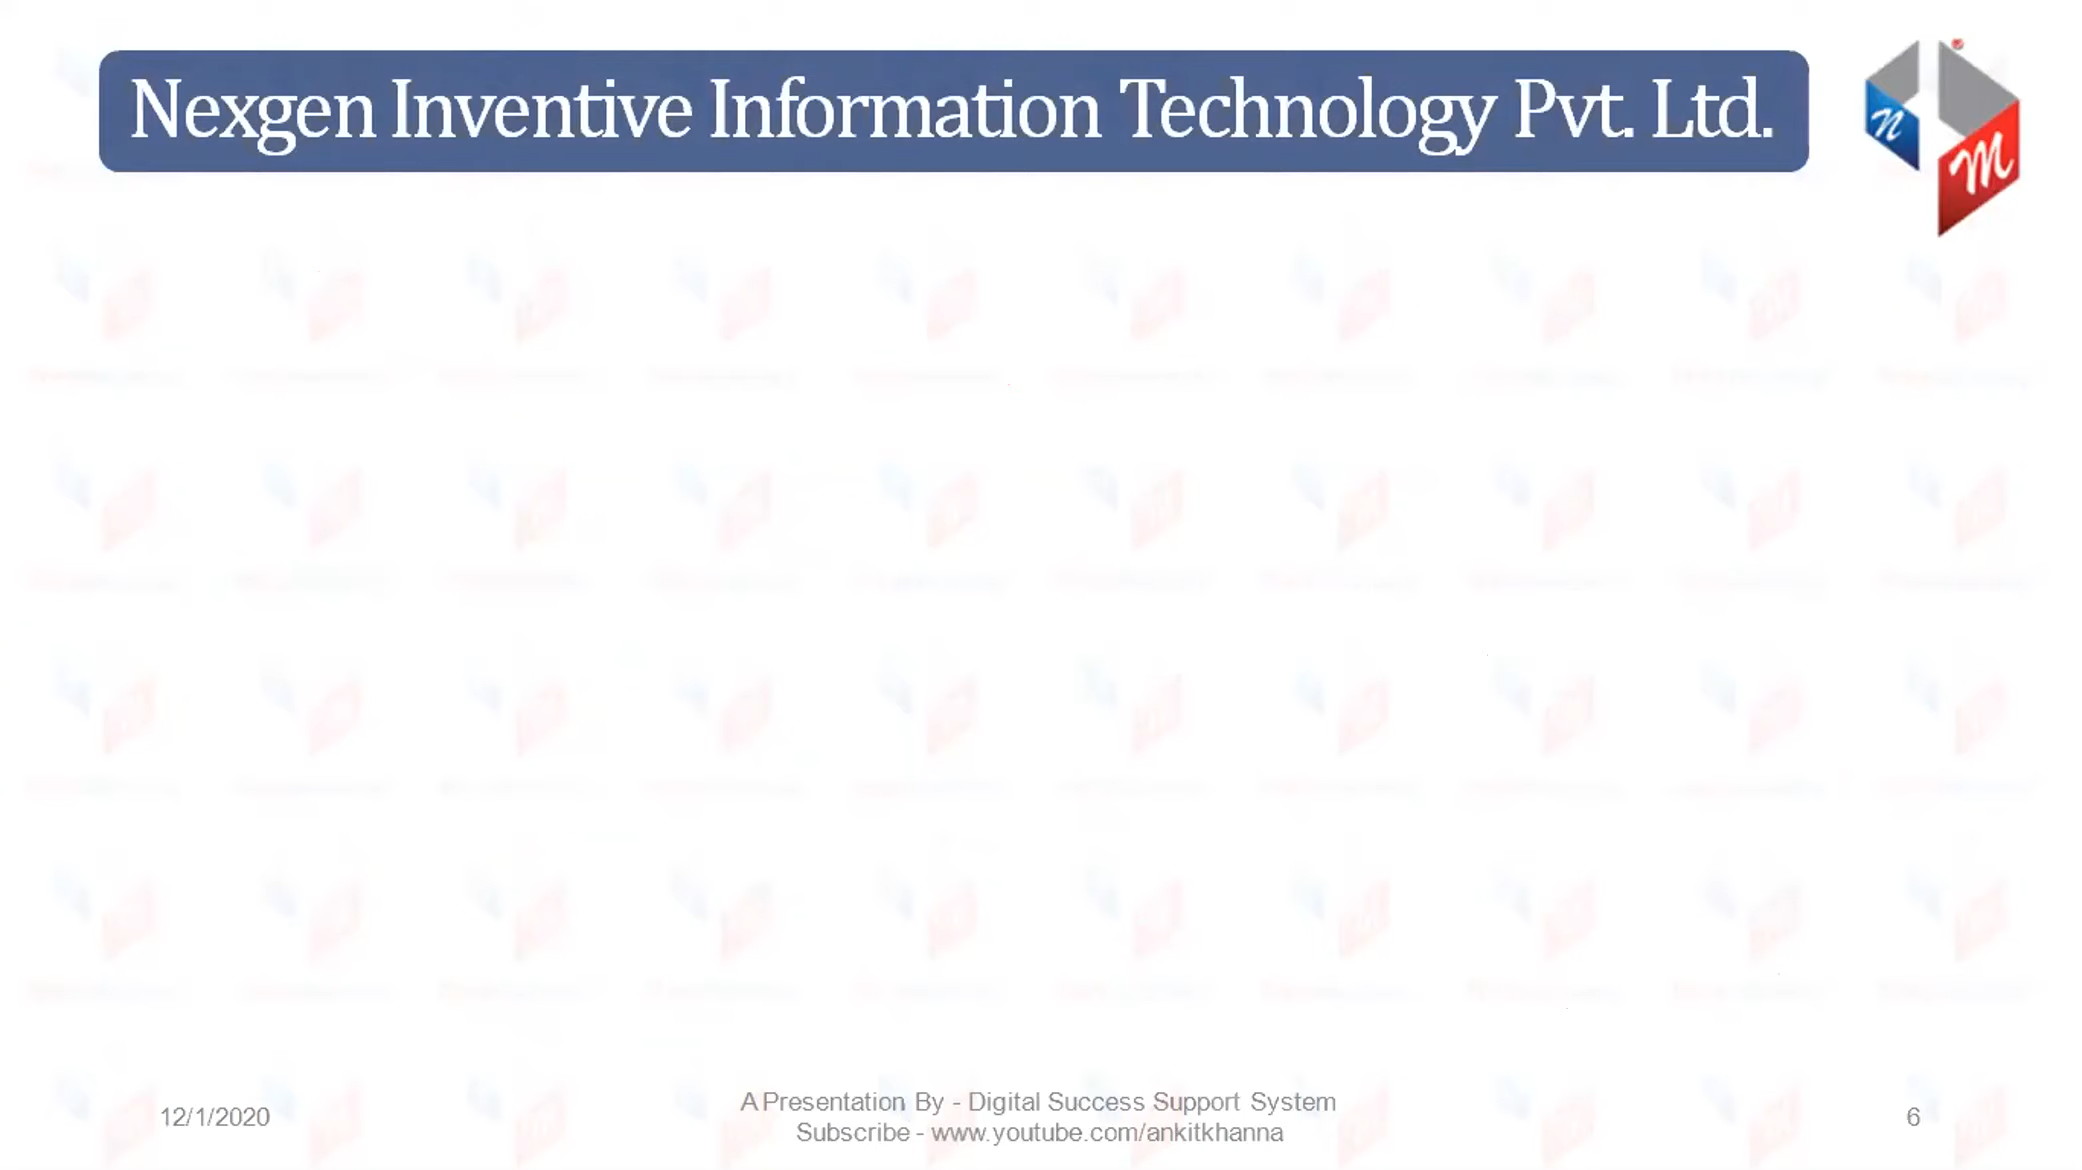 Nexgen Inventive Information Technology Pvt. Ltd.
n
M
12/1/2020
A Presentation By - Digital Success Support System
Subscribe - www.youtube.com/ankitkhanna
6